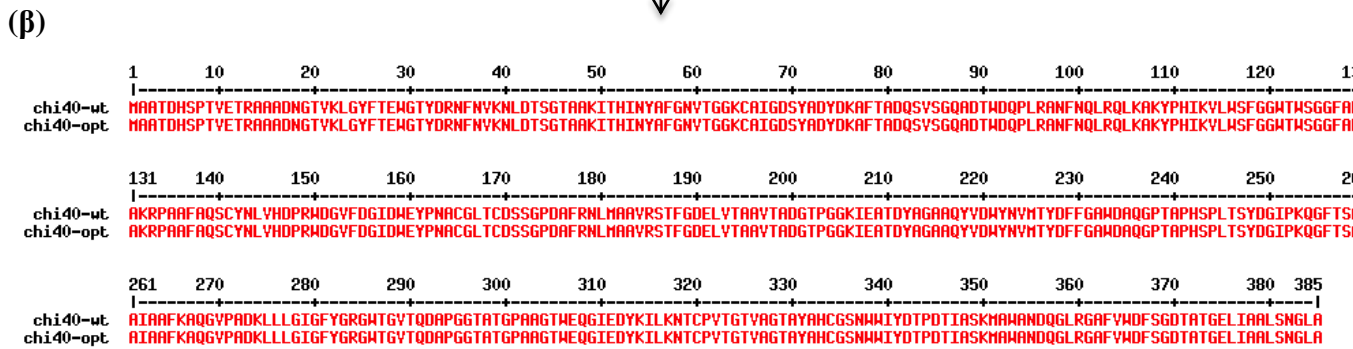 (β)
1 10 20 30 40 50 60 70 80 90 100 110 120
chi40-wt MAATDHSPTVETRAAADNGTVKLGYFTEWGTYDRNFNVKNLDTSGTAAKITHINYAFGNVTGGKCAIGDSYADYDKAFTADQSVSGQADTWDQPLRANFNQLRQLKAKYPHIKVLWSFGGWTWSGGFA
chi40-opt MAATDHSPTVETRAAADNGTVKLGYFTEWGTYDRNFNVKNLDTSGTAAKITHINYAFGNVTGGKCAIGDSYADYDKAFTADQSVSGQADTWDQPLRANFNQLRQLKAKYPHIKVLWSFGGWTWSGGFA
131 140 150 160 170 180 190 200 210 220 230 240 250
chi40-wt AKRPAAFAQSCYNLVHDPRWDGVFDGIDWEYPNACGLTCDSSGPDAFRNLMAAVRSTFGDELVTAAVTADGTPGGKIEATDYAGAAQYVDWYNVMTYDFFGAWDAQGPTAPHSPLTSYDGIPKQGFTS
chi40-opt AKRPAAFAQSCYNLVHDPRWDGVFDGIDWEYPNACGLTCDSSGPDAFRNLMAAVRSTFGDELVTAAVTADGTPGGKIEATDYAGAAQYVDWYNVMTYDFFGAWDAQGPTAPHSPLTSYDGIPKQGFTS
261 270 280 290 300 310 320 330 340 350 360 370 380 385
chi40-wt AIAAFKAQGVPADKLLLGIGFYGRGWTGVTQDAPGGTATGPAAGTWEQGIEDYKILKNTCPVTGTVAGTAYAHCGSNWWIYDTPDTIASKMAWANDQGLRGAFVWDFSGDTATGELIAALSNGLA
chi40-opt AIAAFKAQGVPADKLLLGIGFYGRGWTGVTQDAPGGTATGPAAGTWEQGIEDYKILKNTCPVTGTVAGTAYAHCGSNWWIYDTPDTIASKMAWANDQGLRGAFVWDFSGDTATGELIAALSNGLA